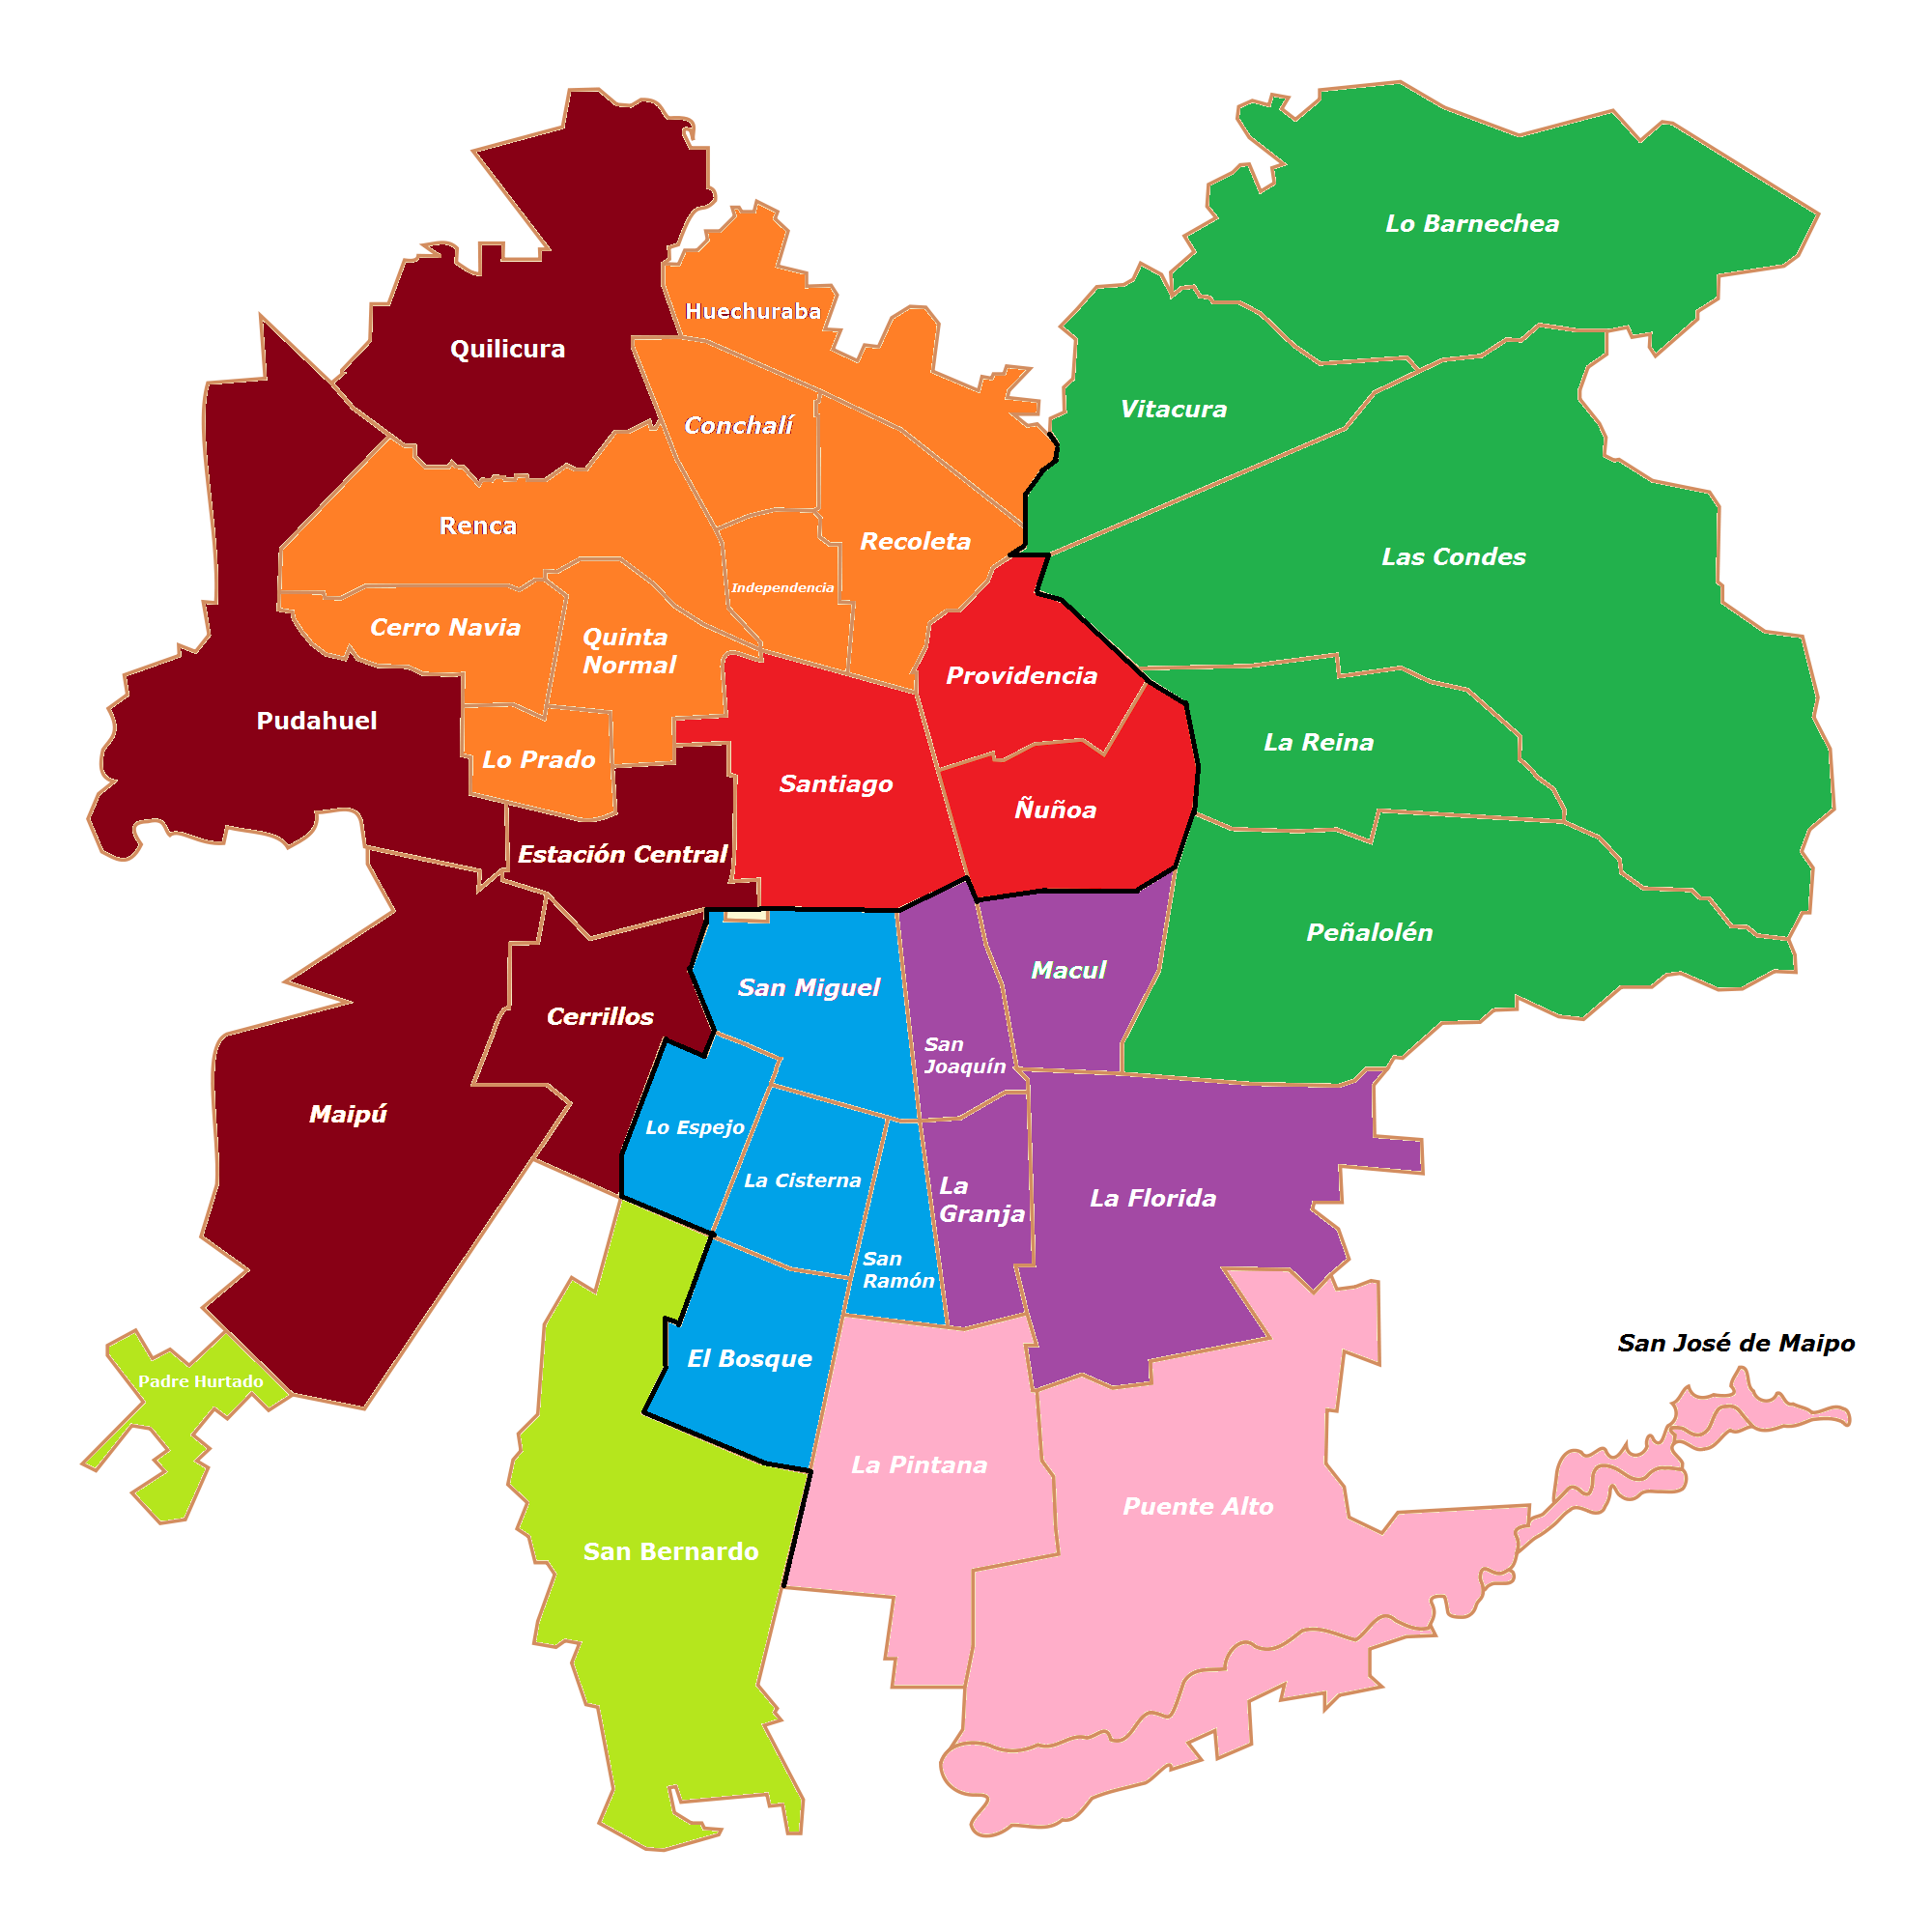 Lo Barnechea
Huechuraba
Quilicura
Vitacura
Conchalí
Renca
Recoleta
Las Condes
Independencia
Cerro Navia
Quinta
Normal
Providencia
Pudahuel
La Reina
Lo Prado
Santiago
Ñuñoa
Estación Central
Peñalolén
Macul
San Miguel
Cerrillos
San
Joaquín
Maipú
Lo Espejo
La Cisterna
La
Granja
La Florida
San
Ramón
San José de Maipo
El Bosque
Padre Hurtado
La Pintana
Puente Alto
San Bernardo